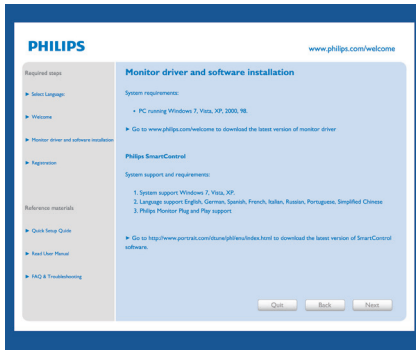 PHILIPS
www.philips.com/welcome
Required steps
Select Language
Welcome
Monitor driver and software installation
Registration
Reference materials
Quick Setup Guide
Read User Manual
FAQ & Troubleshooting
Monitor driver and software installation
System requirements:
• PC running Windows 7, Vista, XP, 2000, 98.
Go to www.philips.com/welcome to download the latest version of monitor driver
Philips SmartControl
System support and requirements:
1. System support Windows 7, Vista, XP,
2. Language support English, German, Spanish, French, Italian, Russian, Portuguese, Simplified Chinese
3. Philips Monitor Plug and Play support
Go to http://www.portrait.com/dtune/phil/enu/index.html to download the latest version of SmartControl
software.
Quit
Back
Next